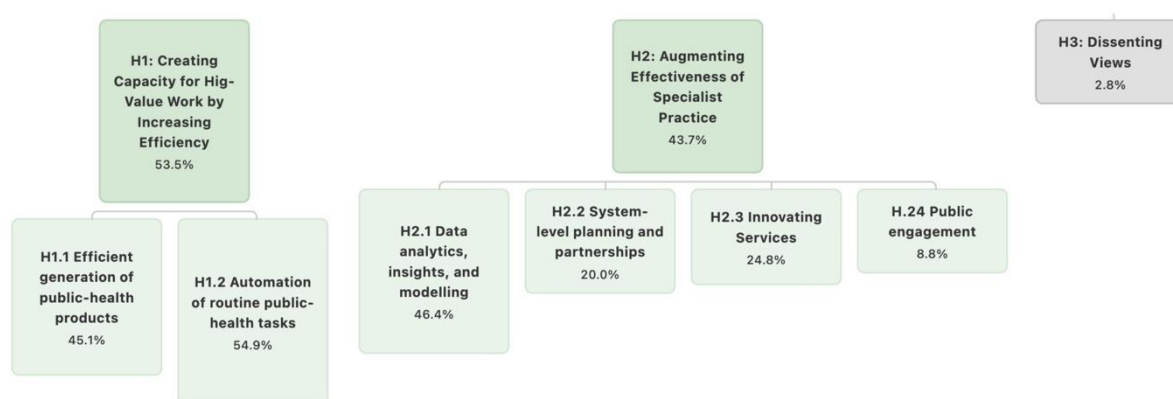 H1: Creating
Capacity for Hig-
Value Work by
Increasing
Efficiency
53.5%
H2: Augmenting
Effectiveness of
Specialist
Practice
43.7%
H3: Dissenting
Views
2.8%
H1.1 Efficient
generation of
public-health
products
45.1%
H1.2 Automation
of routine public-
health tasks
54.9%
H2.1 Data
analytics,
insights, and
modelling
46.4%
H2.2 System-
level planning and
partnerships
20.0%
H2.3 Innovating
Services
24.8%
H.24 Public
engagement
8.8%